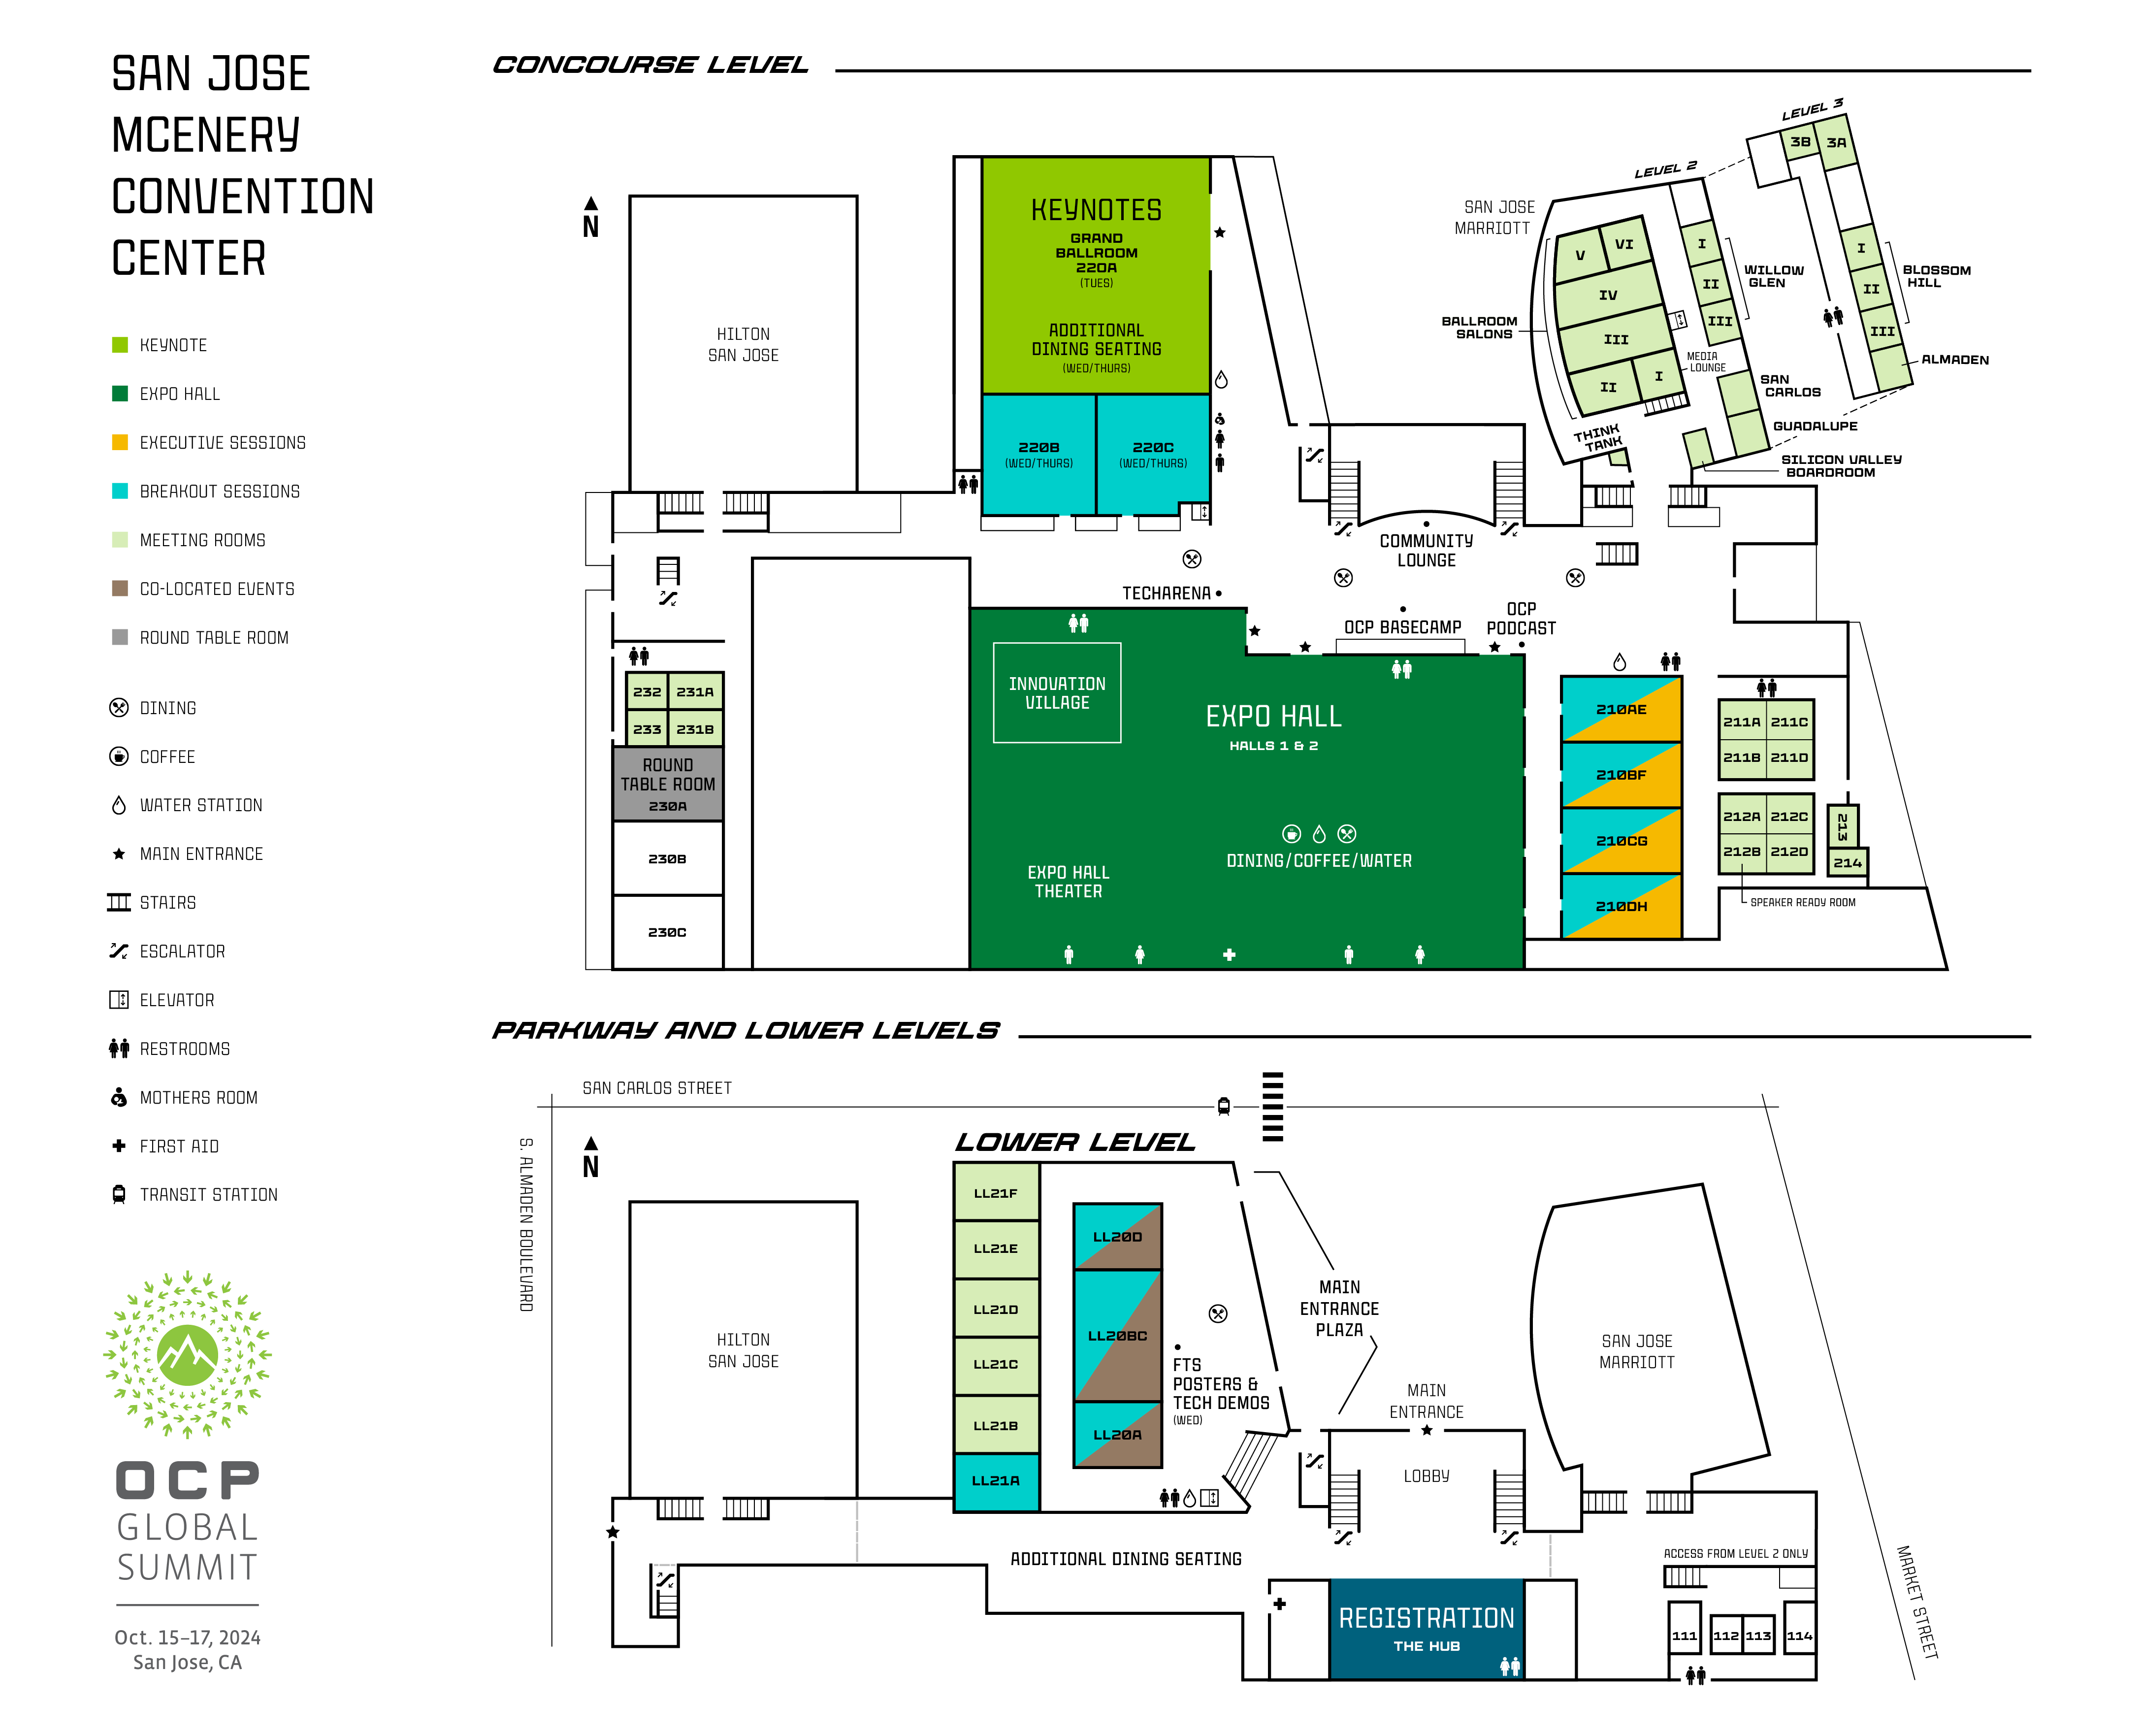 SAN JOSE
MCENERY
CONVENTION
CENTER
KEYNOTE
EXPO HALL
EXECUTIVE SESSIONS
BREAKOUT SESSIONS
MEETING ROOMS
CO-LOCATED EVENTS
ROUND TABLE ROOM
DINING
COFFEE
WATER STATION
MAIN ENTRANCE
STAIRS
ESCALATOR
ELEVATOR
RESTROOMS
MOTHERS ROOM
FIRST AID
TRANSIT STATION
OCP
GLOBAL
SUMMIT
Oct. 15–17, 2024
San Jose, CA
CONCOURSE LEVEL
N
HILTON
SAN JOSE
KEYNOTES
GRAND
BALLROOM
220A
(TUES)
ADDITIONAL
DINING SEATING
(WED/THURS)
220B
(WED/THURS)
220C
(WED/THURS)
SAN JOSE
MARRIOTT
LEVEL 2
LEVEL 3
3B
3A
V
VI
IV
III
II
I
BALLROOM
SALONS
I
II
III
WILLOW
GLEN
I
II
III
BLOSSOM
HILL
ALMADEN
MEDIA
LOUNGE
SAN
CARLOS
GUADALUPE
THINK
TANK
SILICON VALLEY
BOARDROOM
COMMUNITY
LOUNGE
TECHARENA
OCP BASECAMP
OCP
PODCAST
232
231A
233
231B
ROUND
TABLE ROOM
230A
230B
230C
INNOVATION
VILLAGE
EXPO HALL
HALLS 1 & 2
DINING/COFFEE/WATER
EXPO HALL
THEATER
210AE
210BF
210CG
210DH
211A
211C
211B
211D
212A
212C
212B
212D
213
214
SPEAKER READY ROOM
PARKWAY AND LOWER LEVELS
SAN CARLOS STREET
S. ALMADEN BOULEVARD
N
LOWER LEVEL
HILTON
SAN JOSE
LL21F
LL21E
LL21D
LL21C
LL21B
LL21A
LL20D
LL20BC
LL20A
FTS
POSTERS &
TECH DEMOS
(WED)
MAIN
ENTRANCE
PLAZA
MAIN
ENTRANCE
LOBBY
SAN JOSE
MARRIOTT
ADDITIONAL DINING SEATING
REGISTRATION
THE HUB
ACCESS FROM LEVEL 2 ONLY
111
112
113
114
MARKET STREET